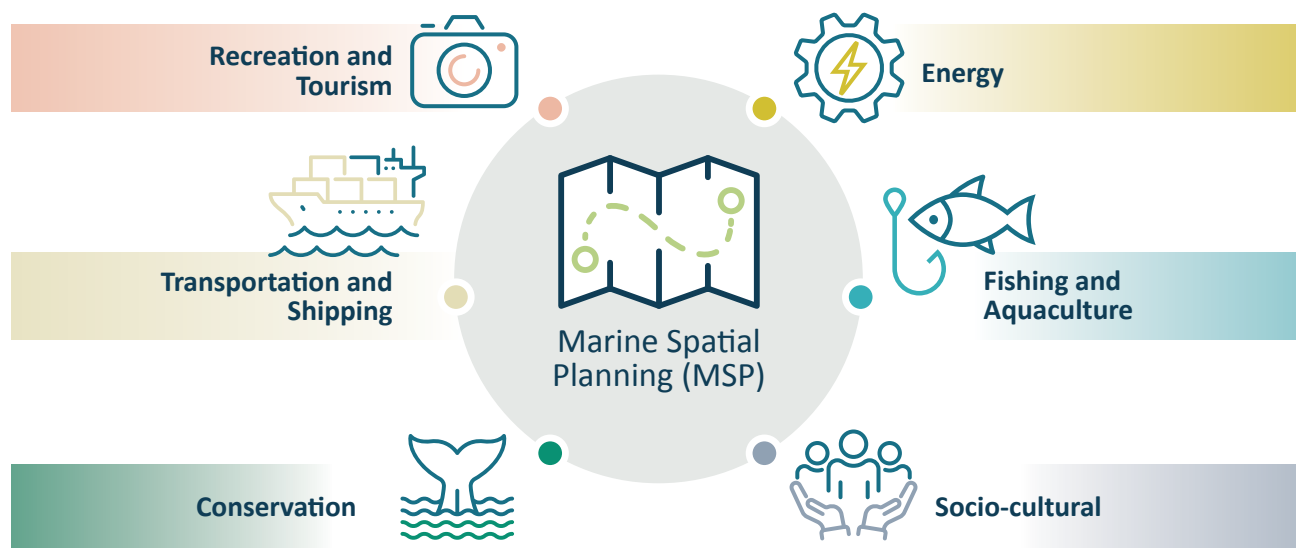 Recreation and
Tourism
Energy
Transportation and
Shipping
Fishing and
Aquaculture
Marine Spatial
Planning (MSP)
Conservation
Socio-cultural